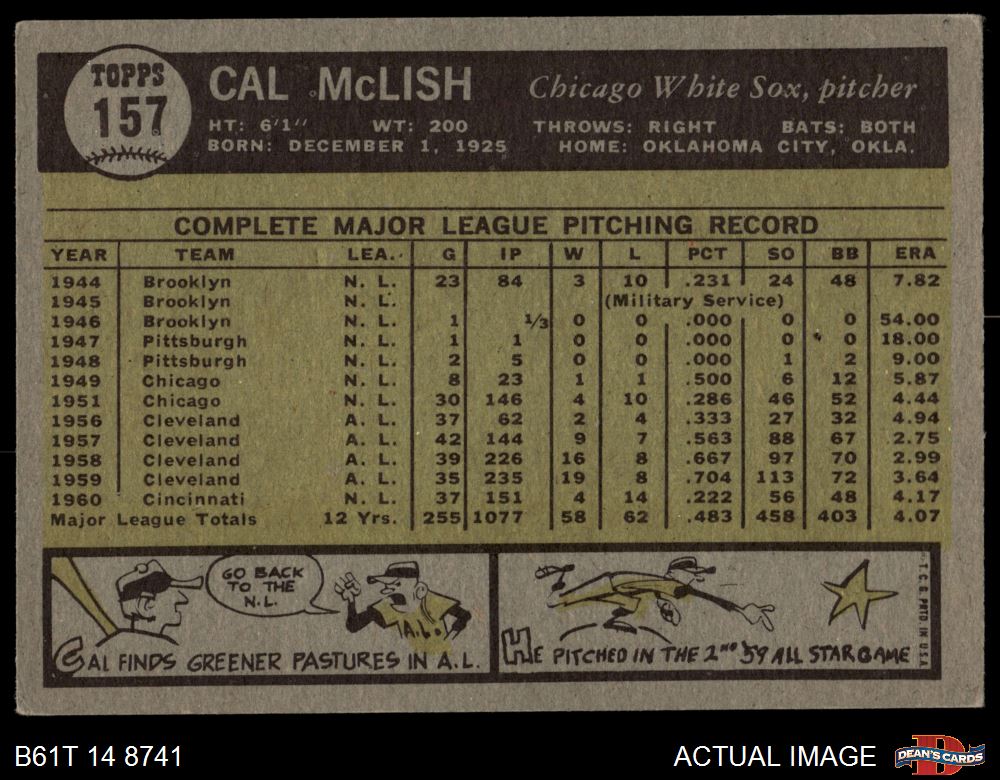 TOPPS
157
CAL McLISH
Chicago White Sox, pitcher
HT: 6'1" WT: 200 THROWS: RIGHT BATS: BOTH
BORN: DECEMBER 1, 1925 HOME: OKLAHOMA CITY, OKLA.
COMPLETE MAJOR LEAGUE PITCHING RECORD
YEAR TEAM LEA. G IP W L PCT SO BB ERA
1944 Brooklyn N. L. 23 84 3 10 .231 24 48 7.82
1945 Brooklyn N. L. (Military Service)
1946 Brooklyn N. L. 1 1/3 0 0 .000 0 0 54.00
1947 Pittsburgh N. L. 1 1 0 0 .000 0 0 18.00
1948 Pittsburgh N. L. 2 5 0 0 .000 1 2 9.00
1949 Chicago N. L. 8 23 1 1 .500 6 12 5.87
1951 Chicago N. L. 30 146 4 10 .286 46 52 4.44
1956 Cleveland A. L. 37 62 2 4 .333 27 32 4.94
1957 Cleveland A. L. 42 144 9 7 .563 88 67 2.75
1958 Cleveland A. L. 39 226 16 8 .667 97 70 2.99
1959 Cleveland A. L. 35 235 19 8 .704 113 72 3.64
1960 Cincinnati N. L. 37 151 4 14 .222 56 48 4.17
Major League Totals 12 Yrs. 255 1077 58 62 .483 458 403 4.07
GO BACK
TO THE
N.L.
A.L.
CAL FINDS GREENER PASTURES IN A.L.
HE PITCHED IN THE 2ND '59 ALL STAR GAME
T.C.G. PRTD. IN U.S.A.
B61T 14 8741
ACTUAL IMAGE
DEAN'S CARDS